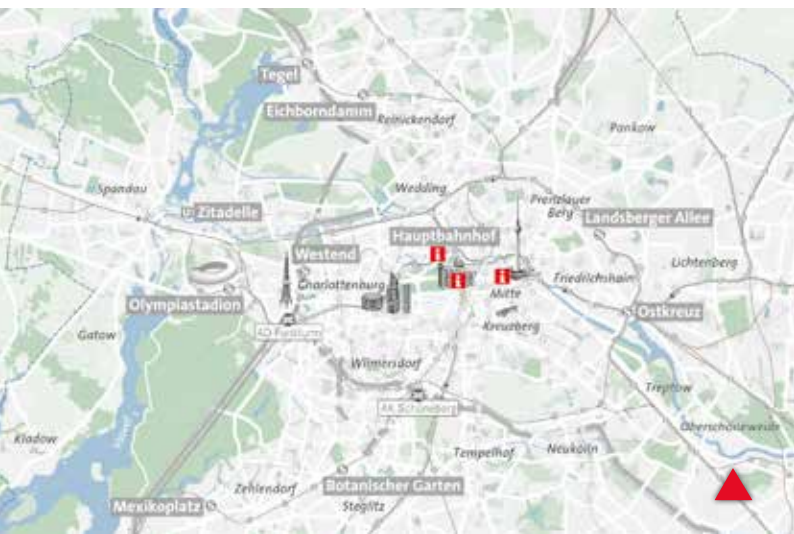 Tegel
Eichborndamm
Reinickendorf
Pankow
Spandau
Wedding
Prenzlauer
Berg
Zitadelle
Landsberger Allee
Hauptbahnhof
Westend
Lichtenberg
Charlottenburg
Friedrichshain
Mitte
Olympiastadion
Ostkreuz
Kreuzberg
AD Funkturm
Gatow
Wilmersdorf
Treptow
AK Schöneberg
Havel
Oberschöneweide
Kladow
Tempelhof
Neukölln
Zehlendorf
Botanischer Garten
Steglitz
Mexikoplatz